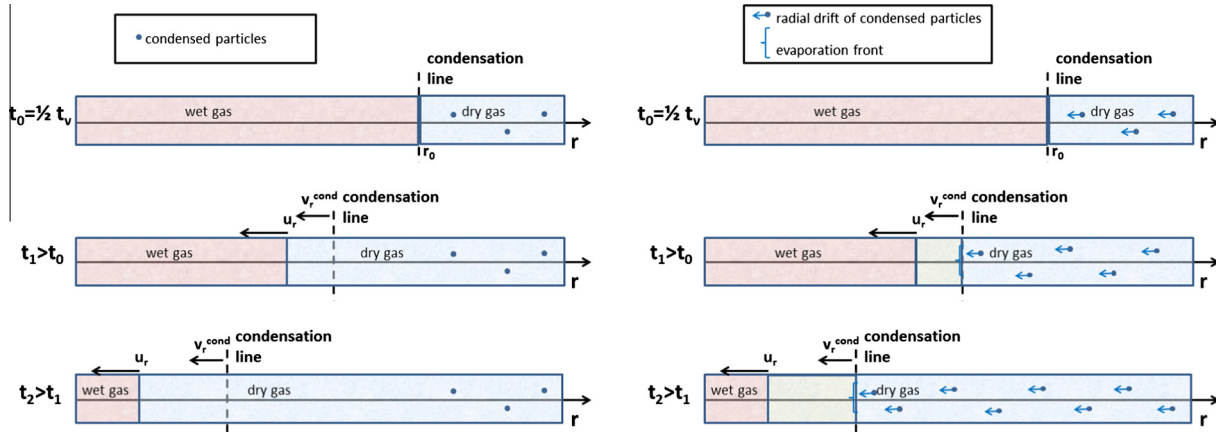 condensed particles
condensation
line
t₀=½ tᵥ
wet gas
dry gas
r₀
r
vᵣᶜᵒⁿᵈ condensation
line
uᵣ
t₁>t₀
wet gas
dry gas
r
condensation
line
vᵣᶜᵒⁿᵈ
uᵣ
t₂>t₁
wet gas
dry gas
r
radial drift of condensed particles
evaporation front
condensation
line
t₀=½ tᵥ
wet gas
dry gas
r₀
r
vᵣᶜᵒⁿᵈ condensation
line
uᵣ
t₁>t₀
wet gas
dry gas
r
condensation
line
vᵣᶜᵒⁿᵈ
uᵣ
t₂>t₁
wet gas
dry gas
r